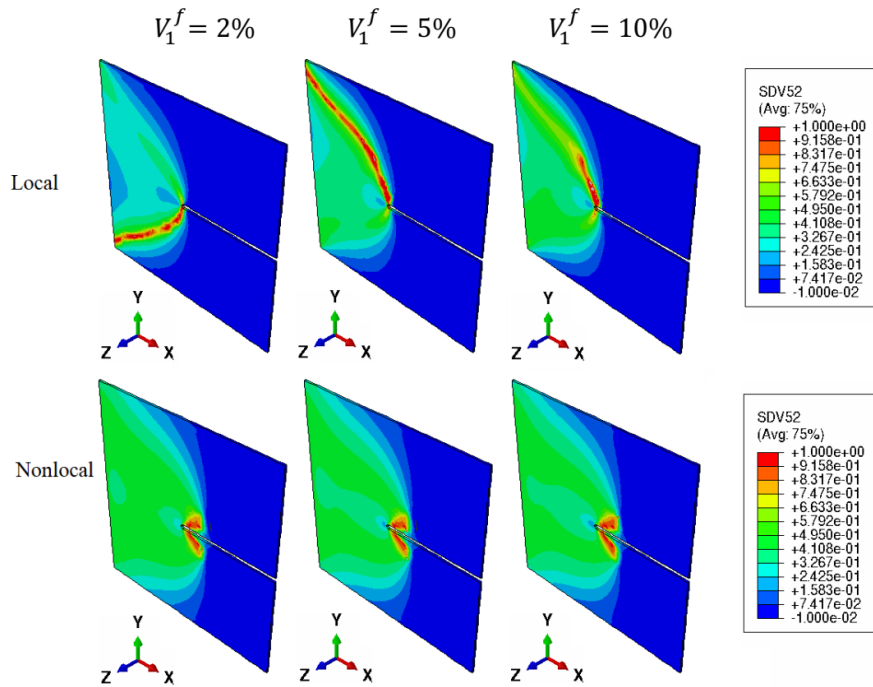 V₁ᶠ = 2%
V₁ᶠ = 5%
V₁ᶠ = 10%
Local
SDV52
(Avg: 75%)
+1.000e+00
+9.158e-01
+8.317e-01
+7.475e-01
+6.633e-01
+5.792e-01
+4.950e-01
+4.108e-01
+3.267e-01
+2.425e-01
+1.583e-01
+7.417e-02
-1.000e-02
Y
Z
X
Y
Z
X
Y
Z
X
Nonlocal
SDV52
(Avg: 75%)
+1.000e+00
+9.158e-01
+8.317e-01
+7.475e-01
+6.633e-01
+5.792e-01
+4.950e-01
+4.108e-01
+3.267e-01
+2.425e-01
+1.583e-01
+7.417e-02
-1.000e-02
Y
Z
X
Y
Z
X
Y
Z
X